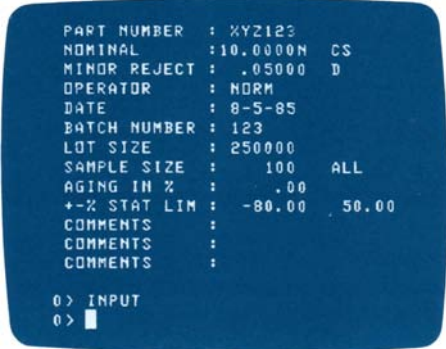 PART NUMBER : XYZ123
NOMINAL :10.0000N CS
MINOR REJECT : .05000 D
OPERATOR : NORM
DATE : 8-5-85
BATCH NUMBER : 123
LOT SIZE : 250000
SAMPLE SIZE : 100 ALL
AGING IN % : .00
+-% STAT LIM : -80.00 50.00
COMMENTS :
COMMENTS :
COMMENTS :
0> INPUT
0>